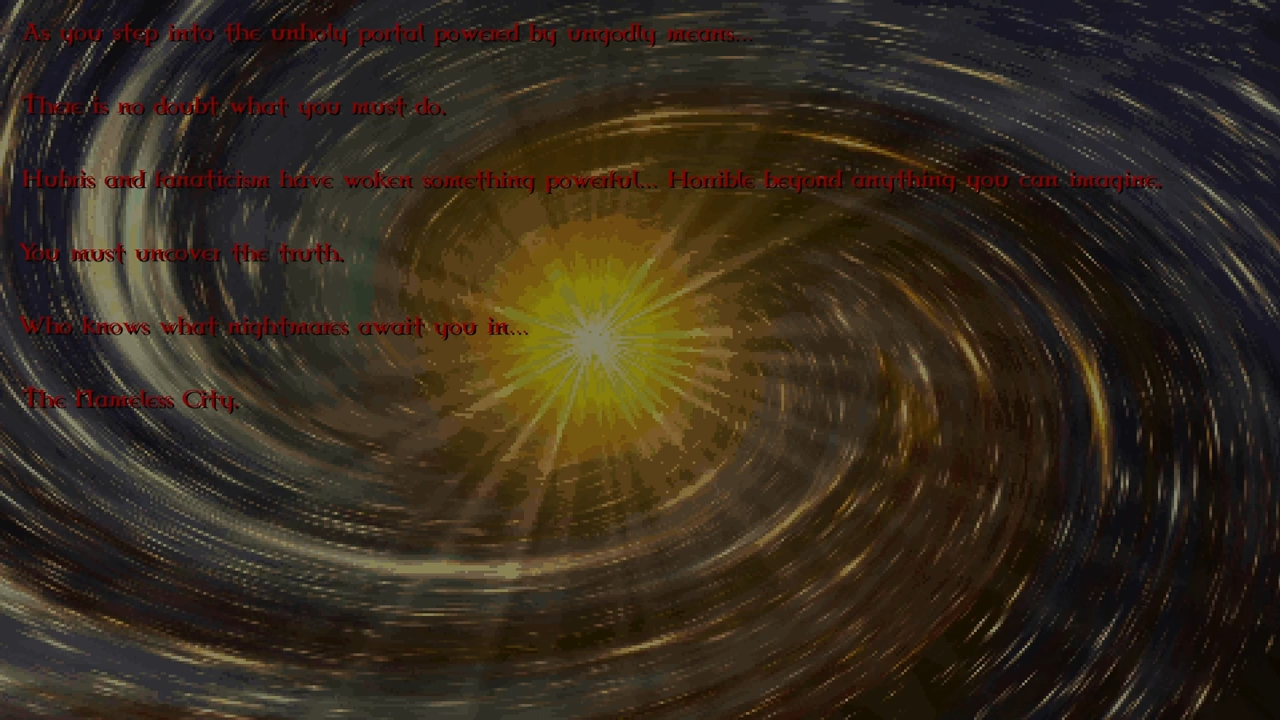 As you step into the unholy portal powered by ungodly means...
There is no doubt what you must do.
Hubris and fanaticism have woken something powerful... Horrible beyond anything you can imagine.
You must uncover the truth.
Who knows what nightmares await you in...
The Nameless City.